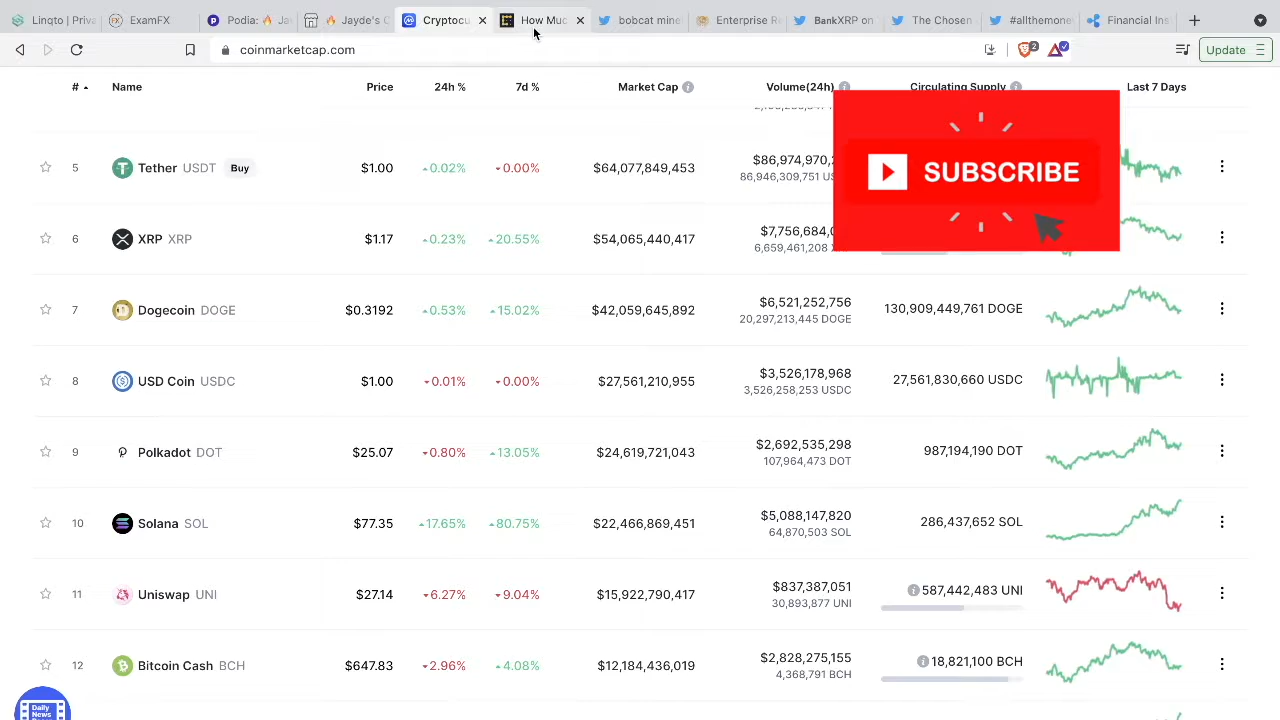 Linqto | Priva
ExamFX
Podia: 🔥 Ja
Jayde's C
Cryptocu
How Muc
bobcat mine
Enterprise R
BankXRP on
The Chosen
#allthemone
Financial Ins
coinmarketcap.com
2
Update
# Name Price 24h % 7d % Market Cap Volume(24h) Circulating Supply Last 7 Days
5 Tether USDT Buy $1.00 0.02% 0.00% $64,077,849,453 $86,974,970,
86,946,309,751 US
SUBSCRIBE
6 XRP XRP $1.17 0.23% 20.55% $54,065,440,417 $7,756,684,
6,659,461,208
7 Dogecoin DOGE $0.3192 0.53% 15.02% $42,059,645,892 $6,521,252,756 130,909,449,761 DOGE
20,297,213,445 DOGE
8 USD Coin USDC $1.00 0.01% 0.00% $27,561,210,955 $3,526,178,968 27,561,830,660 USDC
3,526,258,253 USDC
9 Polkadot DOT $25.07 0.80% 13.05% $24,619,721,043 $2,692,535,298 987,194,190 DOT
107,964,473 DOT
10 Solana SOL $77.35 17.65% 80.75% $22,466,869,451 $5,088,147,820 286,437,652 SOL
64,870,503 SOL
11 Uniswap UNI $27.14 6.27% 9.04% $15,922,790,417 $837,387,051 587,442,483 UNI
30,893,877 UNI
12 Bitcoin Cash BCH $647.83 2.96% 4.08% $12,184,436,019 $2,828,275,155 18,821,100 BCH
4,368,791 BCH
Daily
News